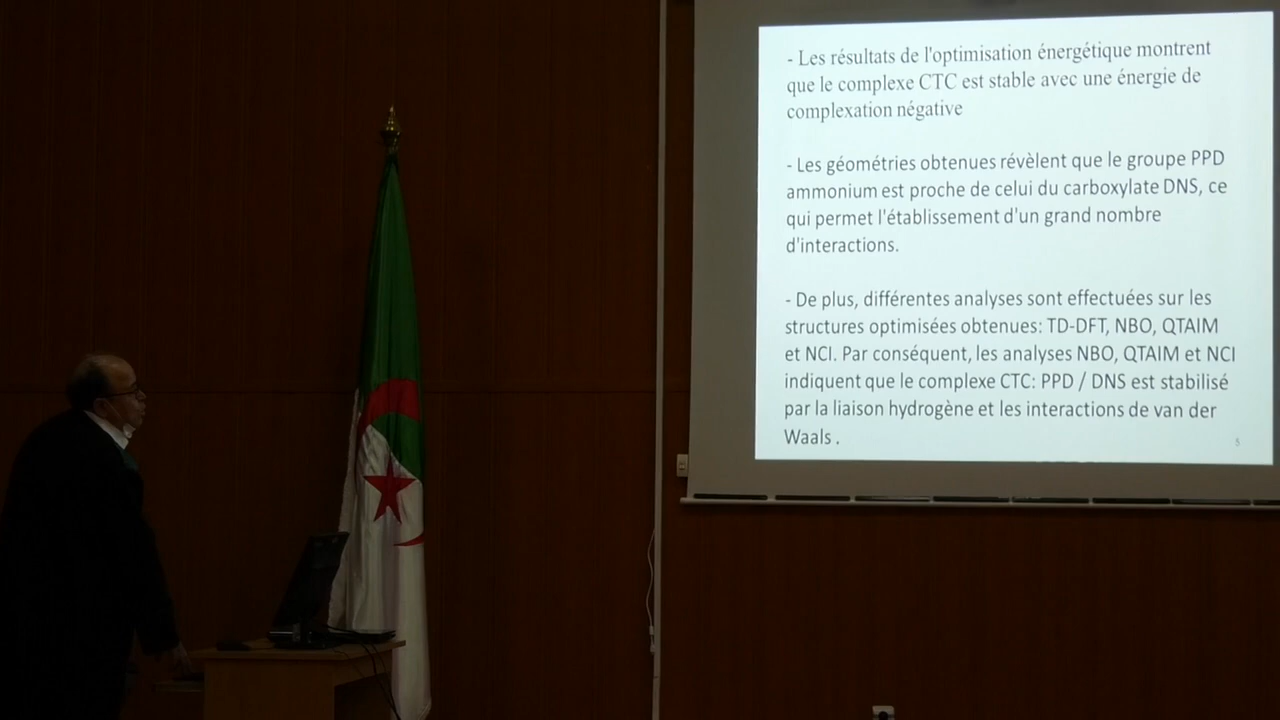 - Les résultats de l'optimisation énergétique montrent
que le complexe CTC est stable avec une énergie de
complexation négative
- Les géométries obtenues révèlent que le groupe PPD
ammonium est proche de celui du carboxylate DNS, ce
qui permet l'établissement d'un grand nombre
d'interactions.
- De plus, différentes analyses sont effectuées sur les
structures optimisées obtenues: TD-DFT, NBO, QTAIM
et NCI. Par conséquent, les analyses NBO, QTAIM et NCI
indiquent que le complexe CTC: PPD / DNS est stabilisé
par la liaison hydrogène et les interactions de van der
Waals .
5